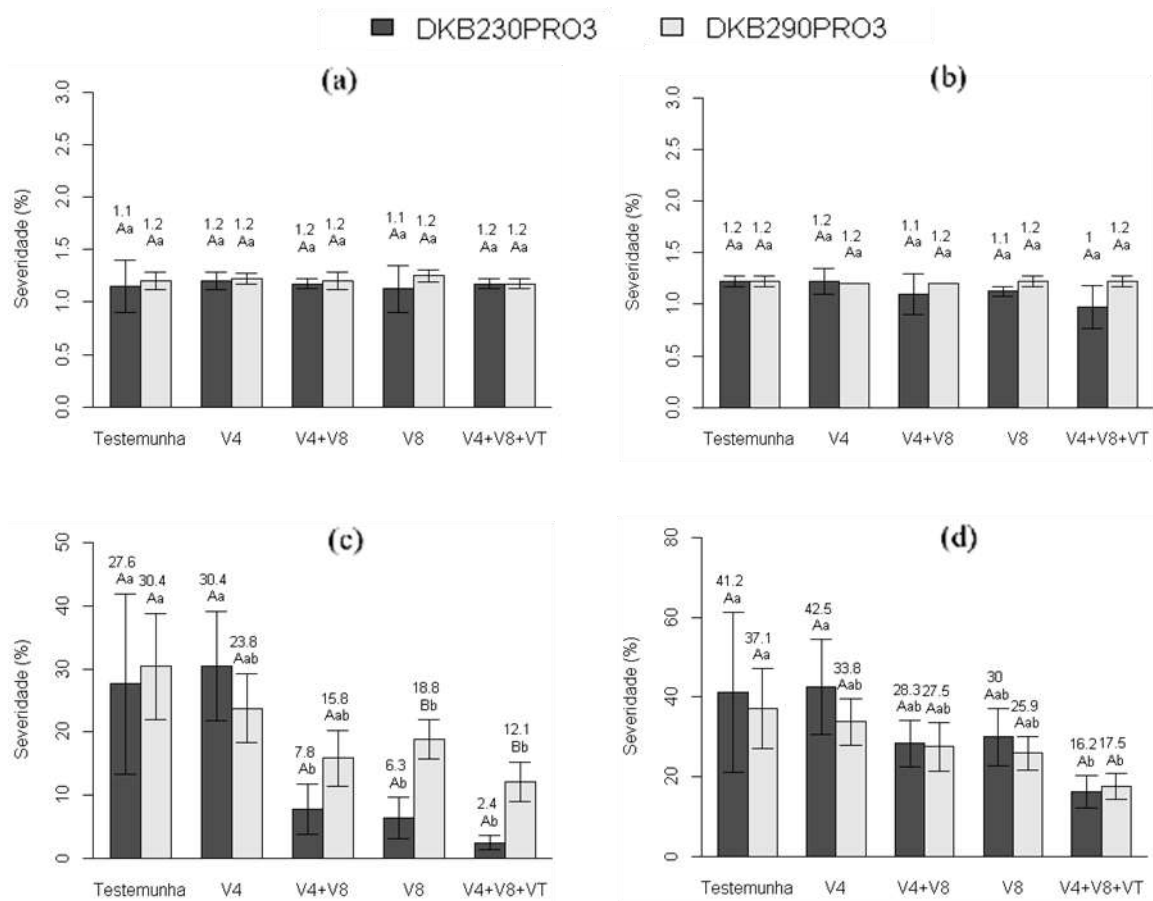 DKB230PRO3 DKB290PRO3
(a)
Severidade (%)
3.0
2.5
2.0
1.5
1.0
0.5
0.0
1.1 1.2 1.2 1.2 1.2 1.2 1.1 1.2 1.2 1.2
Aa Aa Aa Aa Aa Aa Aa Aa Aa Aa
Testemunha V4 V4+V8 V8 V4+V8+VT
(b)
Severidade (%)
3.0
2.5
2.0
1.5
1.0
0.5
0.0
1.2 1.2 1.2 1.2 1.1 1.2 1.1 1.2 1 1.2
Aa Aa Aa Aa Aa Aa Aa Aa Aa Aa
Testemunha V4 V4+V8 V8 V4+V8+VT
(c)
Severidade (%)
50
40
30
20
10
0
27.6 30.4 30.4 23.8 7.8 15.8 6.3 18.8 2.4 12.1
Aa Aa Aa Aab Ab Aab Ab Bb Ab Bb
Testemunha V4 V4+V8 V8 V4+V8+VT
(d)
Severidade (%)
80
60
40
20
0
41.2 37.1 42.5 33.8 28.3 27.5 30 25.9 16.2 17.5
Aa Aa Aa Aab Aab Aab Aab Aab Ab Ab
Testemunha V4 V4+V8 V8 V4+V8+VT